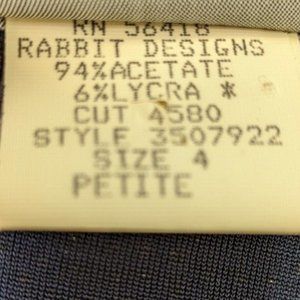 RN 56418
RABBIT DESIGNS
94%ACETATE
6%LYCRA *
CUT 4580
STYLE 3507922
SIZE 4
PETITE